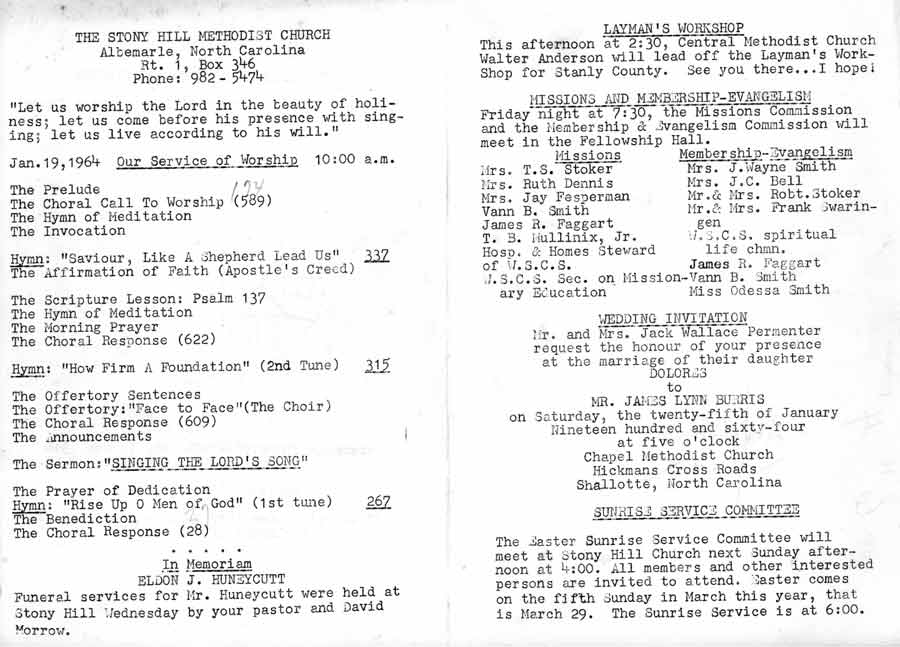 THE STONY HILL METHODIST CHURCH
Albemarle, North Carolina
Rt. 1, Box 346
Phone: 982 - 5474
"Let us worship the Lord in the beauty of holi-
ness; let us come before his presence with sing-
ing; let us live according to his will."
Jan.19,1964 Our Service of Worship 10:00 a.m.
The Prelude
The Choral Call To Worship (589)
The Hymn of Meditation
The Invocation
Hymn: "Saviour, Like A Shepherd Lead Us" 337
The Affirmation of Faith (Apostle's Creed)
The Scripture Lesson: Psalm 137
The Hymn of Meditation
The Morning Prayer
The Choral Response (622)
Hymn: "How Firm A Foundation" (2nd Tune) 315
The Offertory Sentences
The Offertory:"Face to Face"(The Choir)
The Choral Response (609)
The Announcements
The Sermon:"SINGING THE LORD'S SONG"
The Prayer of Dedication
Hymn: "Rise Up O Men of God" (1st tune) 267
The Benediction
The Choral Response (28)
. . . . .
In Memoriam
ELDON J. HUNEYCUTT
Funeral services for Mr. Huneycutt were held at
Stony Hill Wednesday by your pastor and David
Morrow.
LAYMAN'S WORKSHOP
This afternoon at 2:30, Central Methodist Church
Walter Anderson will lead off the Layman's Work-
Shop for Stanly County. See you there...I hope!
MISSIONS AND MEMBERSHIP-EVANGELISM
Friday night at 7:30, the Missions Commission
and the Membership & Evangelism Commission will
meet in the Fellowship Hall.
Missions Membership-Evangelism
Mrs. T.S. Stoker Mrs. J.Wayne Smith
Mrs. Ruth Dennis Mrs. J.C. Bell
Mrs. Jay Fesperman Mr.& Mrs. Robt.Stoker
Vann B. Smith Mr.& Mrs. Frank Swarin-
James R. Faggart gen
T. B. Mullinix, Jr. W.S.C.S. spiritual
Hosp. & Homes Steward life chmn.
of W.S.C.S. James R. Faggart
W.S.C.S. Sec. on Mission-Vann B. Smith
ary Education Miss Odessa Smith
WEDDING INVITATION
Mr. and Mrs. Jack Wallace Permenter
request the honour of your presence
at the marriage of their daughter
DOLORES
to
MR. JAMES LYNN BURRIS
on Saturday, the twenty-fifth of January
Nineteen hundred and sixty-four
at five o'clock
Chapel Methodist Church
Hickmans Cross Roads
Shallotte, North Carolina
SUNRISE SERVICE COMMITTEE
The Easter Sunrise Service Committee will
meet at Stony Hill Church next Sunday after-
noon at 4:00. All members and other interested
persons are invited to attend. Easter comes
on the fifth Sunday in March this year, that
is March 29. The Sunrise Service is at 6:00.